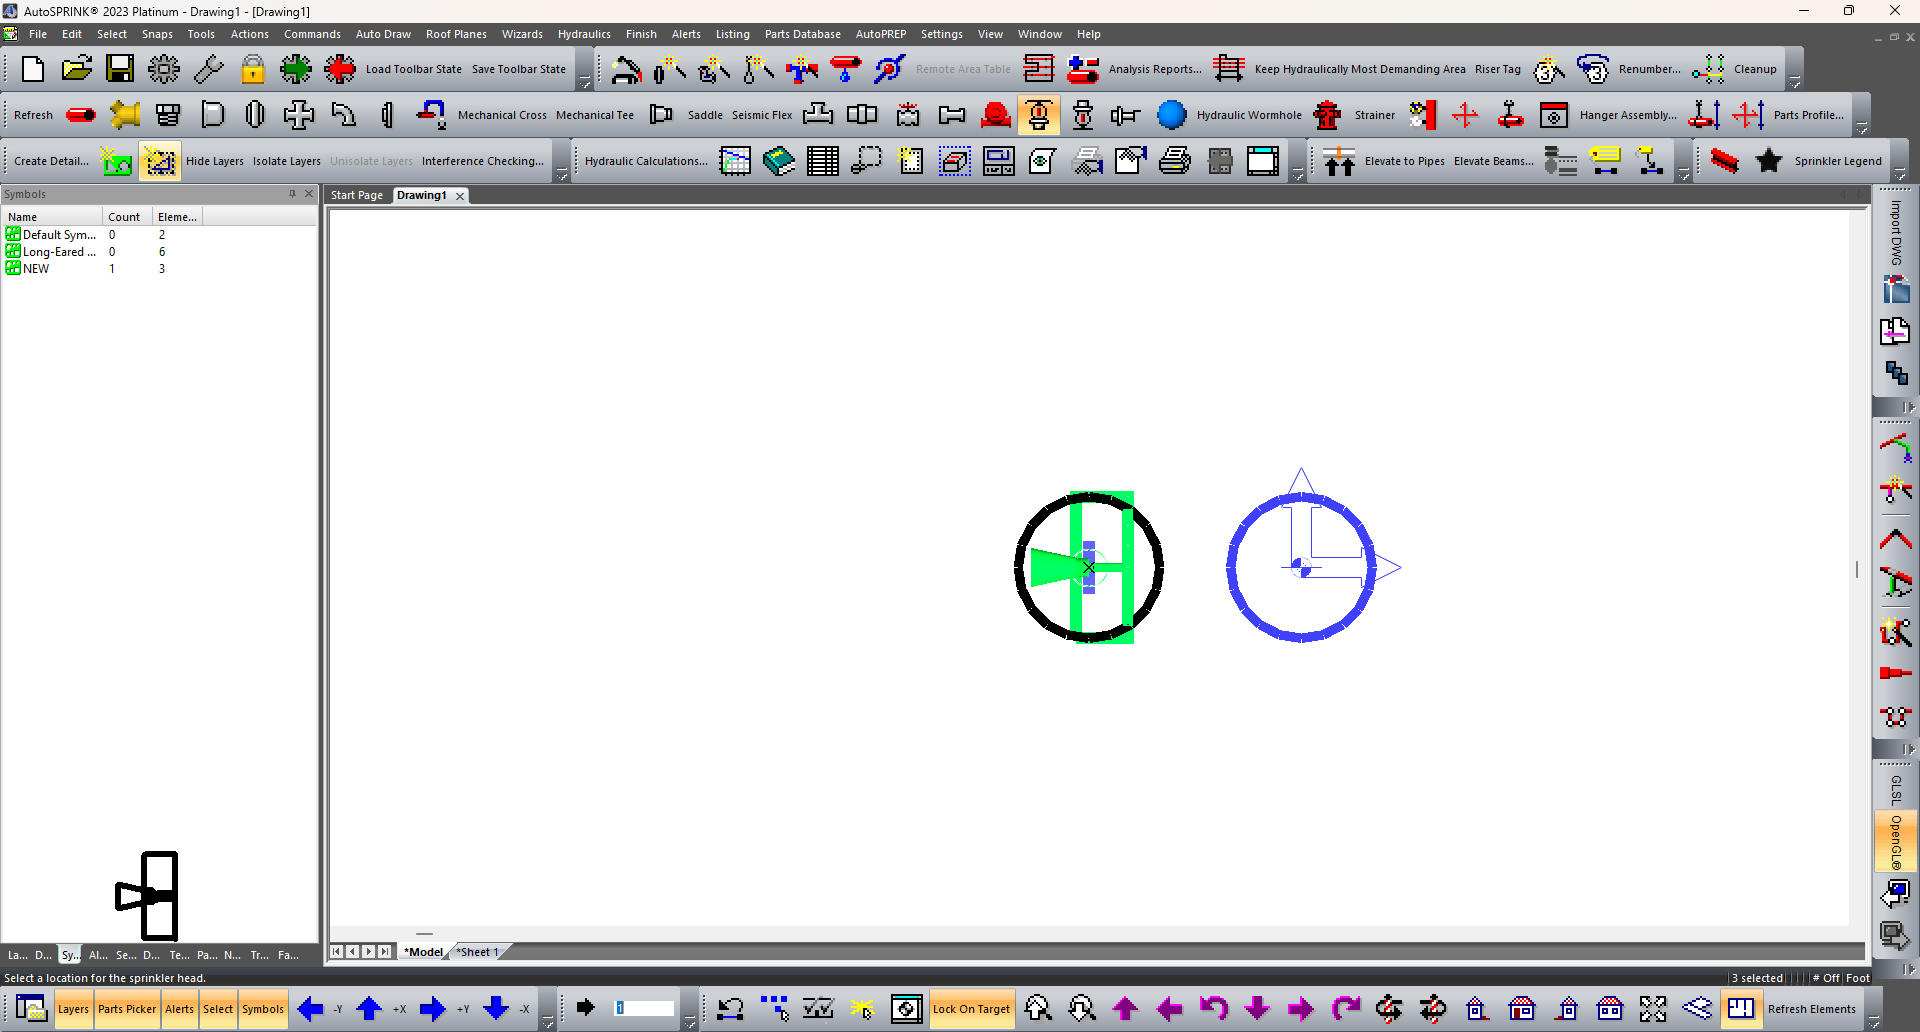 AutoSPRINK® 2023 Platinum - Drawing1 - [Drawing1]
File Edit Select Snaps Tools Actions Commands Auto Draw Roof Planes Wizards Hydraulics Finish Alerts Listing Parts Database AutoPREP Settings View Window Help
Load Toolbar State Save Toolbar State Remote Area Table Analysis Reports... Keep Hydraulically Most Demanding Area Riser Tag Renumber... Cleanup
Refresh Mechanical Cross Mechanical Tee Saddle Seismic Flex Hydraulic Wormhole Strainer Hanger Assembly... Parts Profile...
Create Detail... Hide Layers Isolate Layers Unisolate Layers Interference Checking... Hydraulic Calculations... Elevate to Pipes Elevate Beams... Sprinkler Legend
Symbols
Start Page Drawing1
Name Count Eleme...
Default Sym... 0 2
Long-Eared ... 0 6
NEW 1 3
Import DWG
GLSL
OpenGL®
*Model *Sheet 1
La... D... Sy... Al... Se... D... Te... Pa... N... Tr... Fa...
Select a location for the sprinkler head. 3 selected # Off Foot
Layers Parts Picker Alerts Select Symbols -Y +X +Y -X 1 Lock On Target Refresh Elements